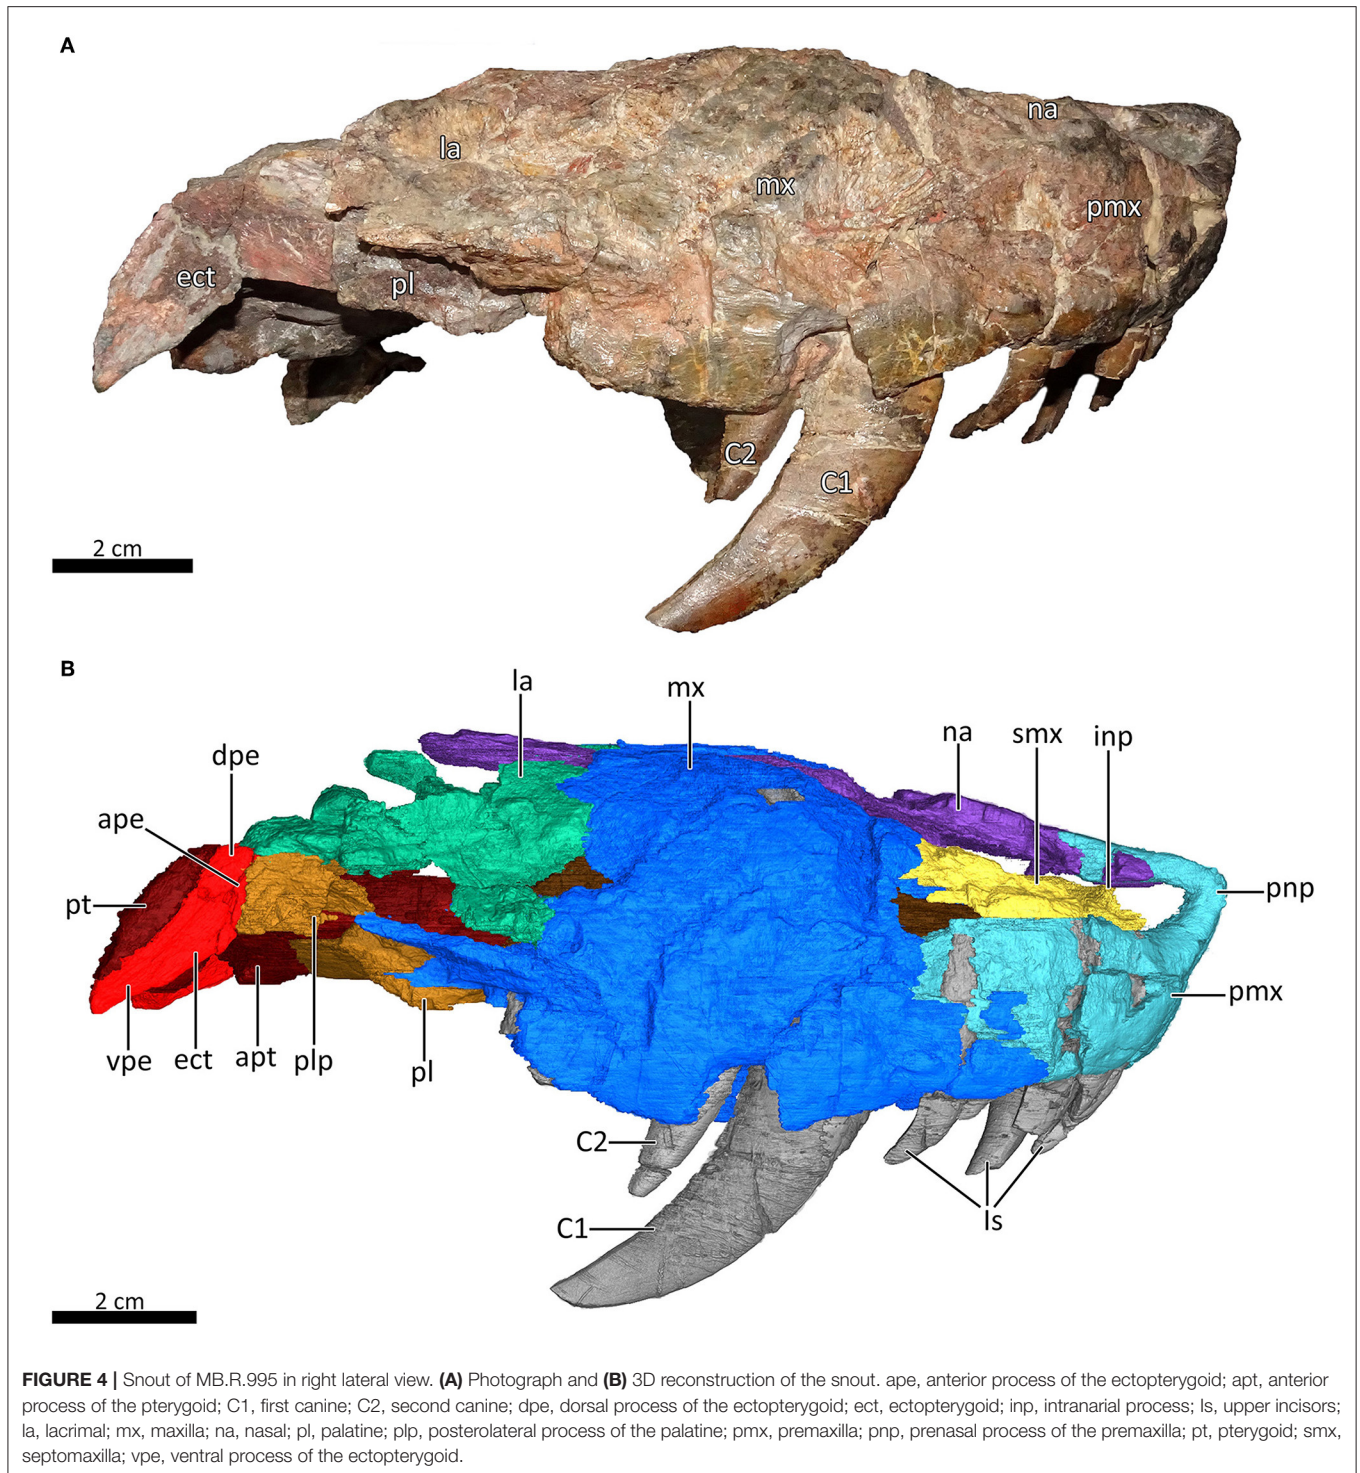 A
na
la
mx
pmx
ect
pl
C2
C1
2 cm
B
la
mx
na
smx
inp
dpe
ape
pt
pnp
pmx
vpe
ect
apt
plp
pl
C2
Is
C1
2 cm
FIGURE 4 | Snout of MB.R.995 in right lateral view. (A) Photograph and (B) 3D reconstruction of the snout. ape, anterior process of the ectopterygoid; apt, anterior
process of the pterygoid; C1, first canine; C2, second canine; dpe, dorsal process of the ectopterygoid; ect, ectopterygoid; inp, intranarial process; Is, upper incisors;
la, lacrimal; mx, maxilla; na, nasal; pl, palatine; plp, posterolateral process of the palatine; pmx, premaxilla; pnp, prenasal process of the premaxilla; pt, pterygoid; smx,
septomaxilla; vpe, ventral process of the ectopterygoid.